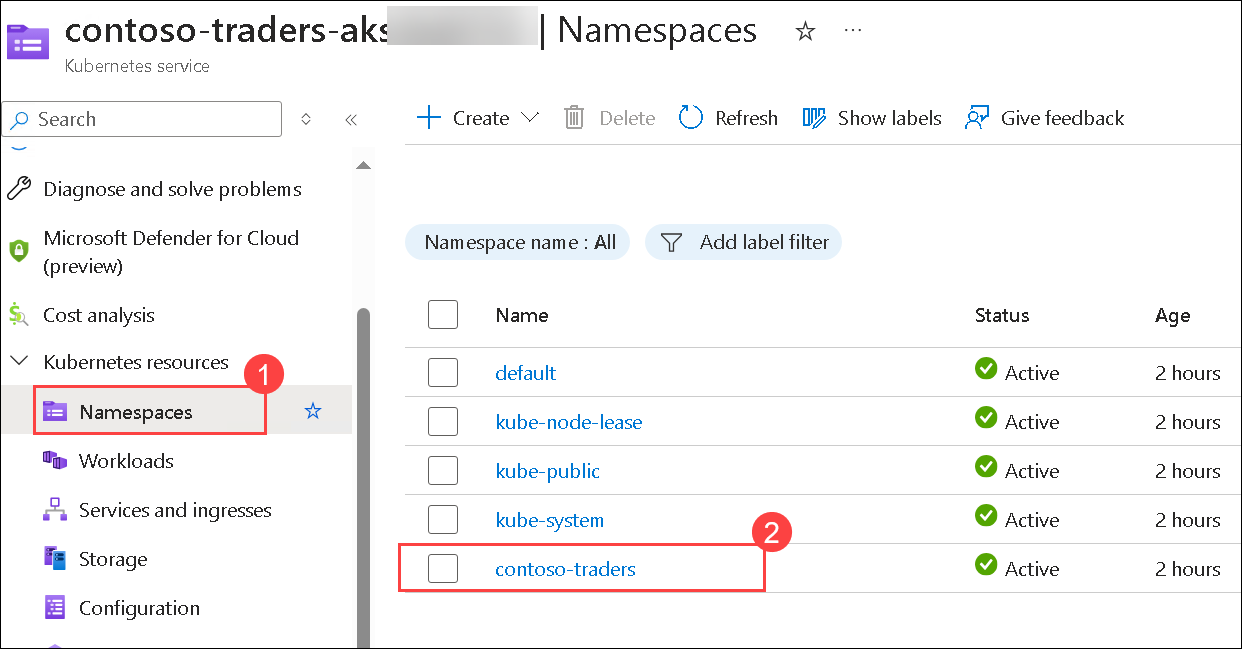 contoso-traders-aks | Namespaces
Kubernetes service
Search
Create
Delete
Refresh
Show labels
Give feedback
Diagnose and solve problems
Microsoft Defender for Cloud
(preview)
Cost analysis
Kubernetes resources
1
Namespaces
Workloads
Services and ingresses
Storage
Configuration
Namespace name : All
Add label filter
Name Status Age
default Active 2 hours
kube-node-lease Active 2 hours
kube-public Active 2 hours
kube-system Active 2 hours
2
contoso-traders Active 2 hours